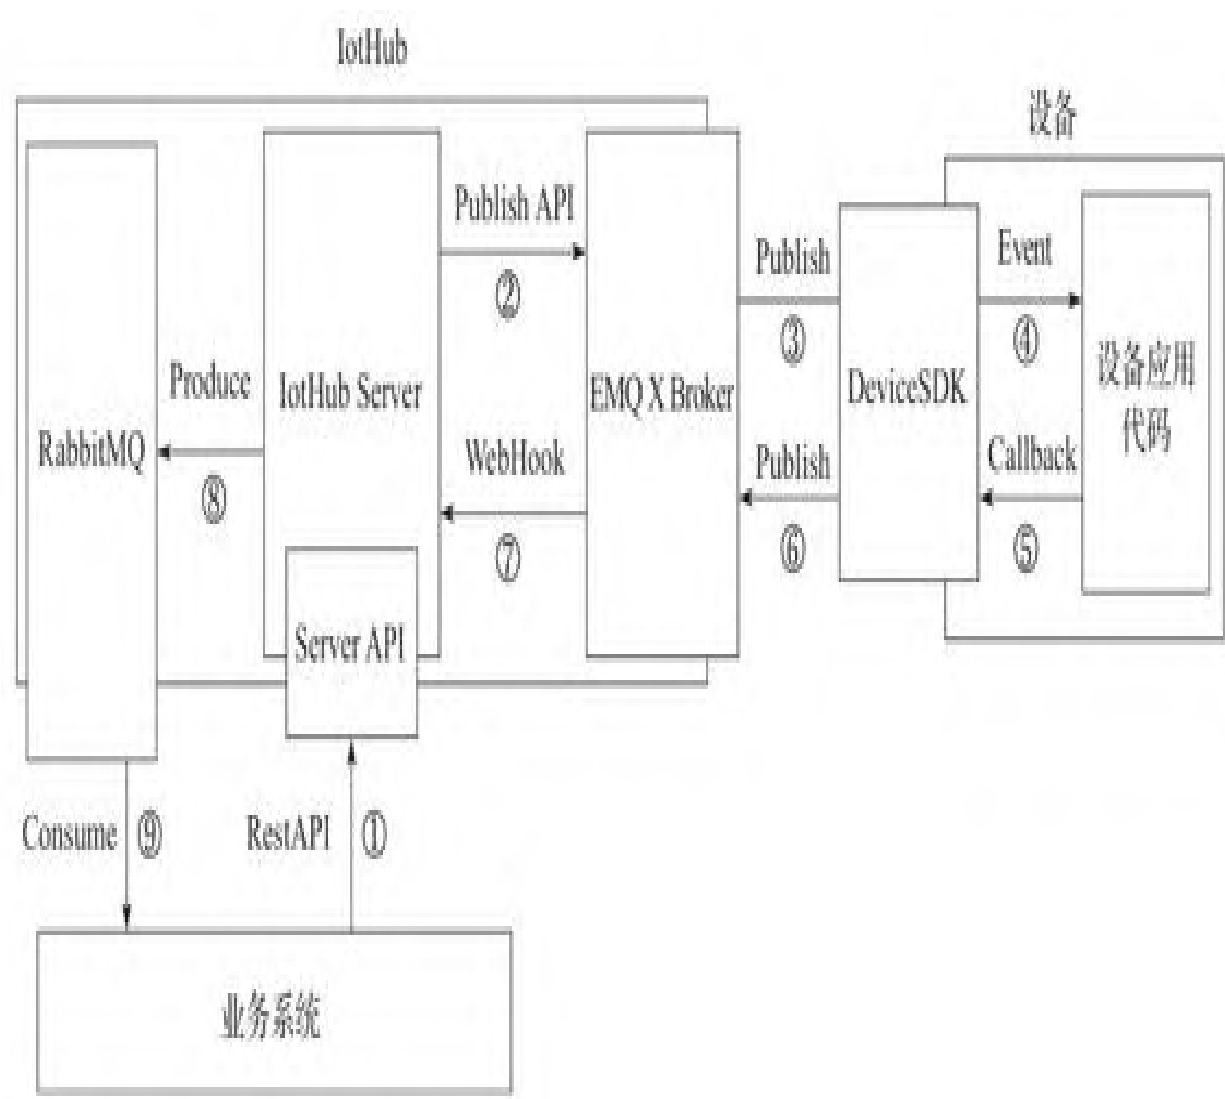 IotHub
设备
Publish API
②
Publish
③
Event
④
Produce
⑧
IotHub Server
EMQ X Broker
DeviceSDK
设备应用
代码
RabbitMQ
WebHook
⑦
Publish
⑥
Callback
⑤
Server API
Consume
⑨
RestAPI
①
业务系统